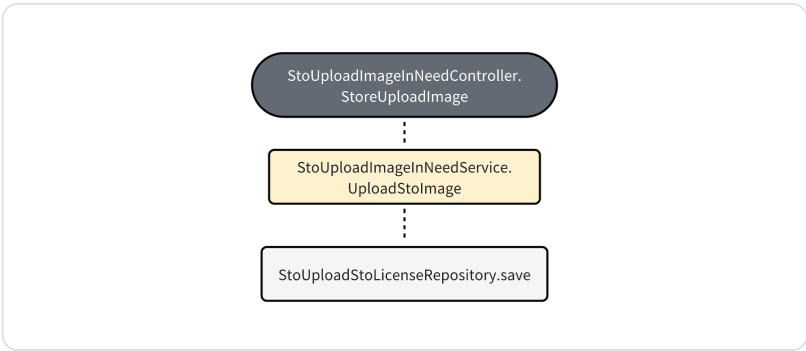 StoUploadImageInNeedController.
StoreUploadImage
StoUploadImageInNeedService.
UploadStoImage
StoUploadStoLicenseRepository.save